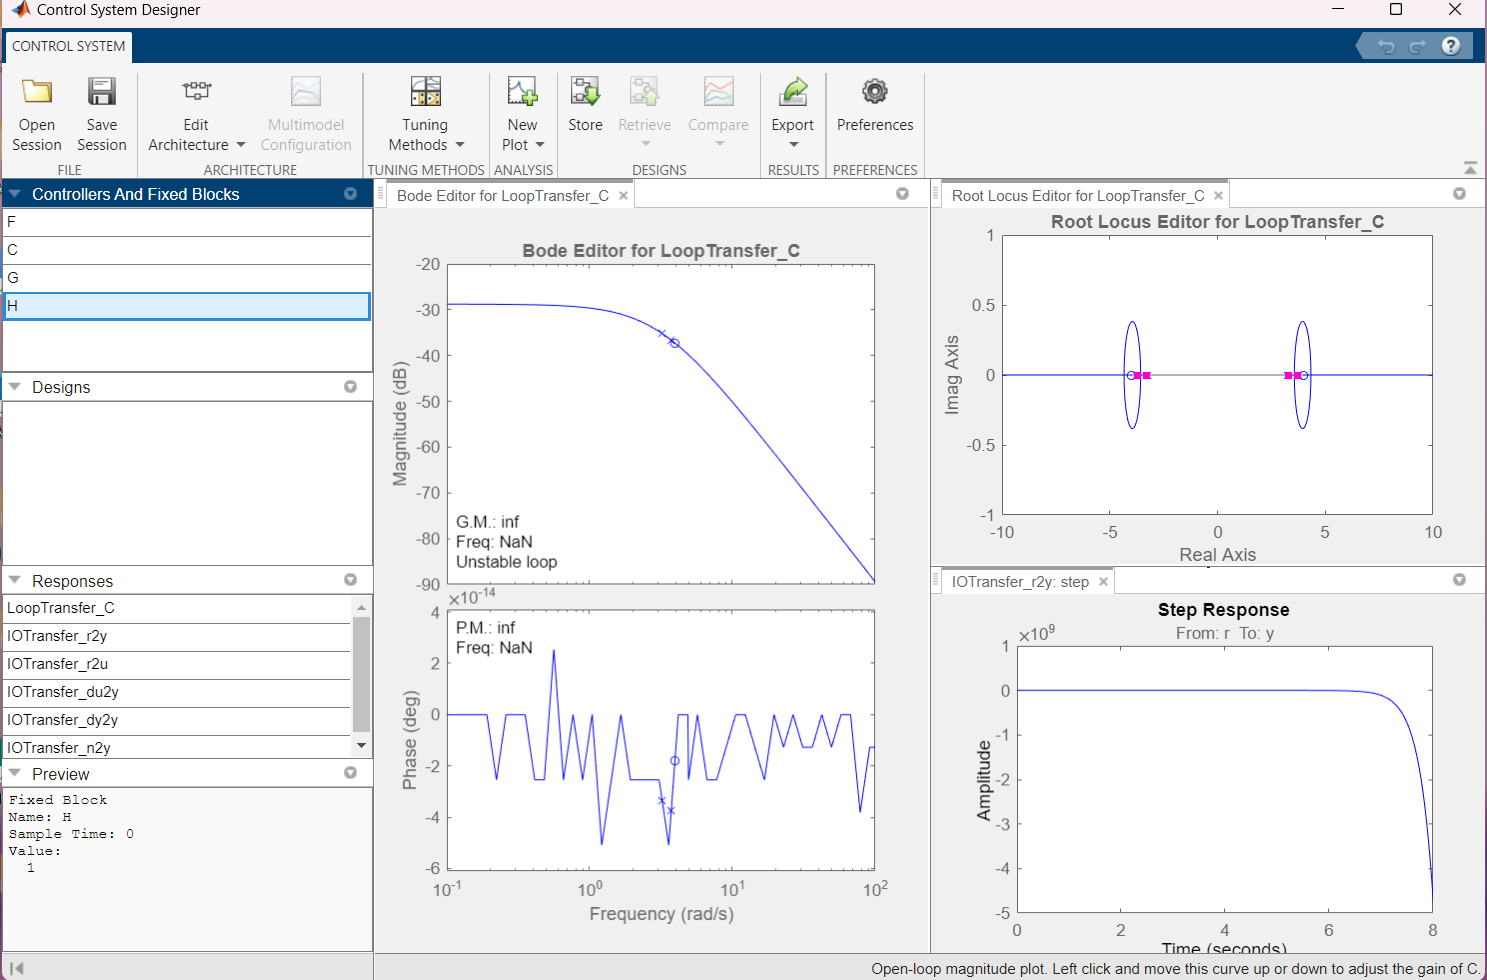 Control System Designer
CONTROL SYSTEM
Open Session
Save Session
FILE
Edit Architecture
Multimodel Configuration
ARCHITECTURE
Tuning Methods
TUNING METHODS
New Plot
ANALYSIS
Store
Retrieve
Compare
DESIGNS
Export
RESULTS
Preferences
PREFERENCES
Controllers And Fixed Blocks
F
C
G
H
Designs
Responses
LoopTransfer_C
IOTransfer_r2y
IOTransfer_r2u
IOTransfer_du2y
IOTransfer_dy2y
IOTransfer_n2y
Preview
Fixed Block
Name: H
Sample Time: 0
Value:
1
Bode Editor for LoopTransfer_C
Bode Editor for LoopTransfer_C
-20
-30
-40
-50
-60
-70
-80
-90
Magnitude (dB)
G.M.: inf
Freq: NaN
Unstable loop
×10^-14
4
2
0
-2
-4
-6
Phase (deg)
P.M.: inf
Freq: NaN
10^-1
10^0
10^1
10^2
Frequency (rad/s)
Root Locus Editor for LoopTransfer_C
Root Locus Editor for LoopTransfer_C
1
0.5
0
-0.5
-1
Imag Axis
-10
-5
0
5
10
Real Axis
IOTransfer_r2y: step
Step Response
From: r To: y
×10^9
1
0
-1
-2
-3
-4
-5
Amplitude
0
2
4
6
8
Time (seconds)
Open-loop magnitude plot. Left click and move this curve up or down to adjust the gain of C.